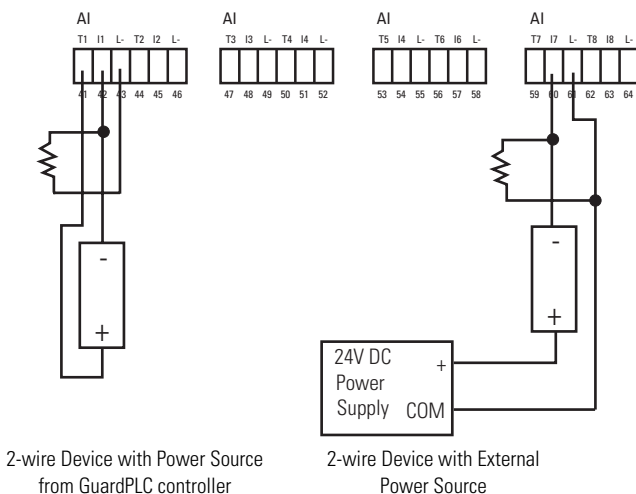 AI AI AI AI
T1 I1 L- T2 I2 L- T3 I3 L- T4 I4 L- T5 I4 L- T6 I6 L- T7 I7 L- T8 I8 L-
41 42 43 44 45 46 47 48 49 50 51 52 53 54 55 56 57 58 59 60 61 62 63 64
-
+
-
+
24V DC
Power
Supply
+
COM
2-wire Device with Power Source
from GuardPLC controller
2-wire Device with External
Power Source